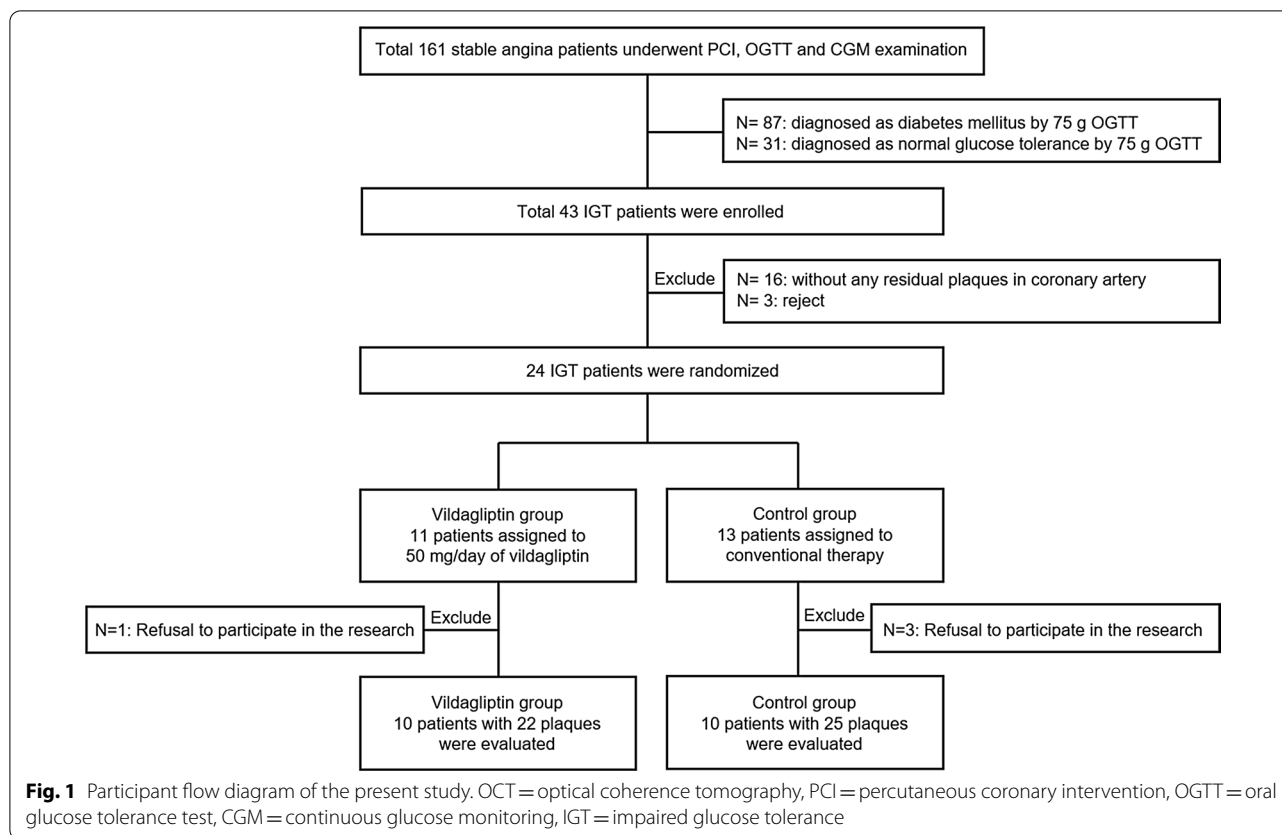 Total 161 stable angina patients underwent PCI, OGTT and CGM examination
N= 87: diagnosed as diabetes mellitus by 75 g OGTT
N= 31: diagnosed as normal glucose tolerance by 75 g OGTT
Total 43 IGT patients were enrolled
Exclude
N= 16: without any residual plaques in coronary artery
N= 3: reject
24 IGT patients were randomized
Vildagliptin group
11 patients assigned to
50 mg/day of vildagliptin
Control group
13 patients assigned to
conventional therapy
N=1: Refusal to participate in the research
Exclude
Exclude
N=3: Refusal to participate in the research
Vildagliptin group
10 patients with 22 plaques
were evaluated
Control group
10 patients with 25 plaques
were evaluated
Fig. 1 Participant flow diagram of the present study. OCT = optical coherence tomography, PCI = percutaneous coronary intervention, OGTT = oral
glucose tolerance test, CGM = continuous glucose monitoring, IGT = impaired glucose tolerance